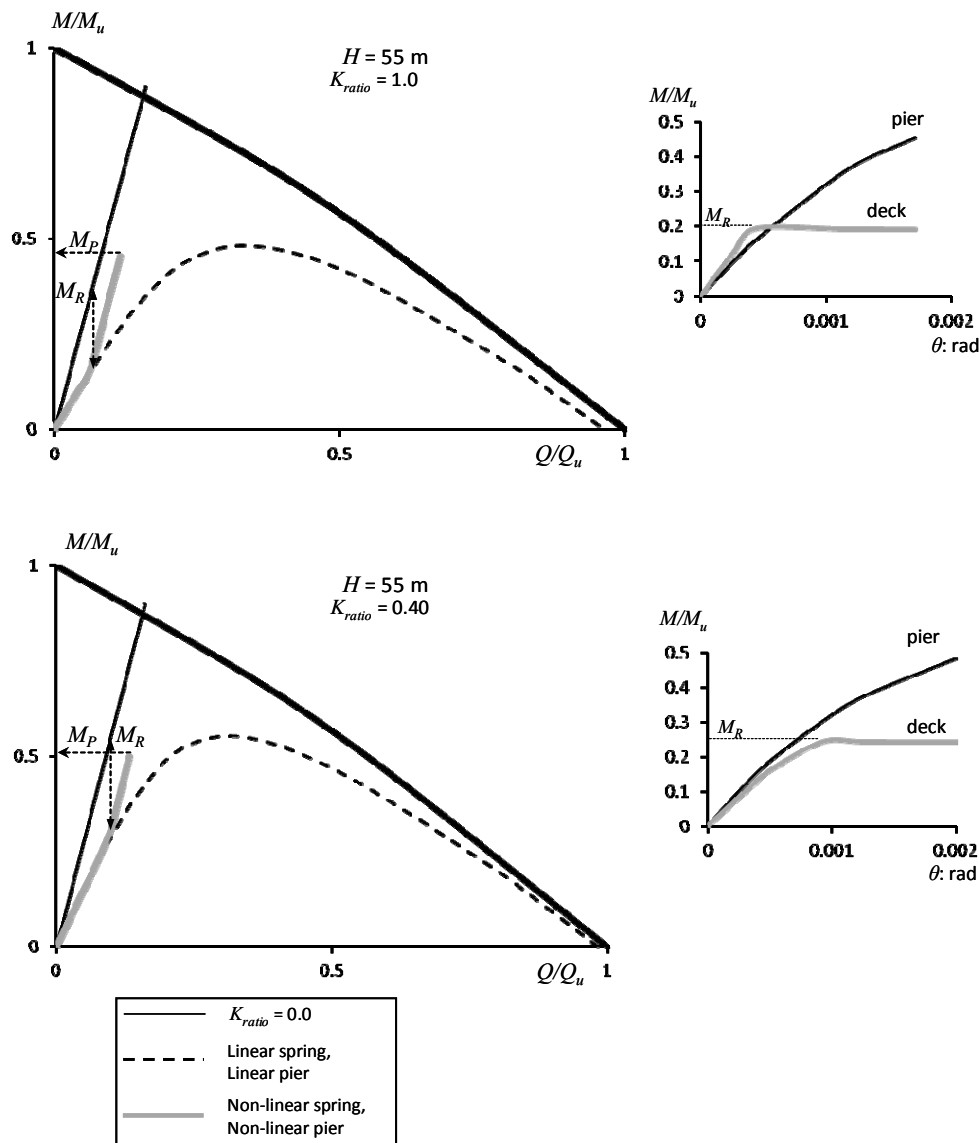 M/Mu
1
H = 55 m
Kratio = 1.0
0.5
MP
MR
0
0
0.5
Q/Qu
1
M/Mu
0.5
0.4
0.3
MR
0.2
0.1
0
pier
deck
0
0.001
0.002
θ: rad
M/Mu
1
H = 55 m
Kratio = 0.40
MP
MR
0.5
0
0
0.5
Q/Qu
1
M/Mu
0.5
0.4
0.3
MR
0.2
0.1
0
pier
deck
0
0.001
0.002
θ: rad
Kratio = 0.0
Linear spring,
Linear pier
Non-linear spring,
Non-linear pier